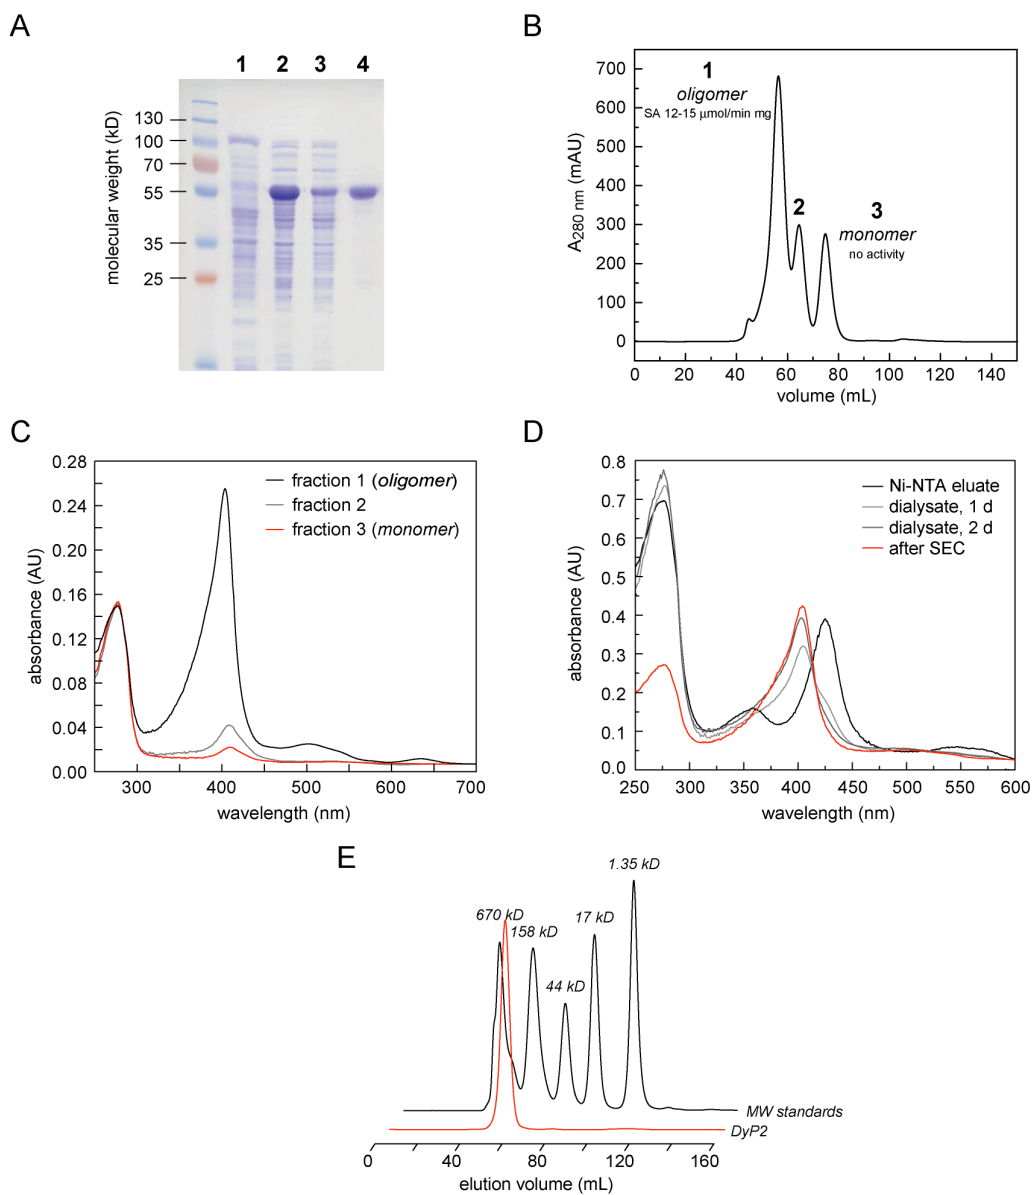 A
1 2 3 4
molecular weight (kD)
130
100
70
55
35
25
B
1
oligomer
SA 12-15 μmol/min mg
2
3
monomer
no activity
A280 nm (mAU)
700
600
500
400
300
200
100
0
0 20 40 60 80 100 120 140
volume (mL)
C
fraction 1 (oligomer)
fraction 2
fraction 3 (monomer)
absorbance (AU)
0.28
0.24
0.20
0.16
0.12
0.08
0.04
0.00
300 400 500 600 700
wavelength (nm)
D
Ni-NTA eluate
dialysate, 1 d
dialysate, 2 d
after SEC
absorbance (AU)
0.8
0.7
0.6
0.5
0.4
0.3
0.2
0.1
0.0
250 300 350 400 450 500 550 600
wavelength (nm)
E
1.35 kD
670 kD
158 kD
17 kD
44 kD
MW standards
DyP2
0 40 80 120 160
elution volume (mL)